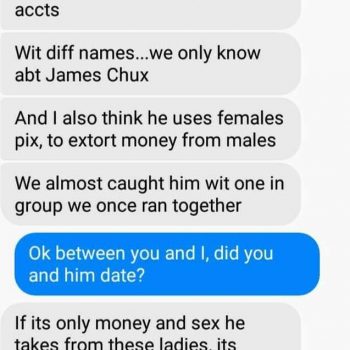 accts
Wit diff names...we only know
abt James Chux
And I also think he uses females
pix, to extort money from males
We almost caught him wit one in
group we once ran together
Ok between you and I, did you
and him date?
If its only money and sex he
takes from these ladies, its